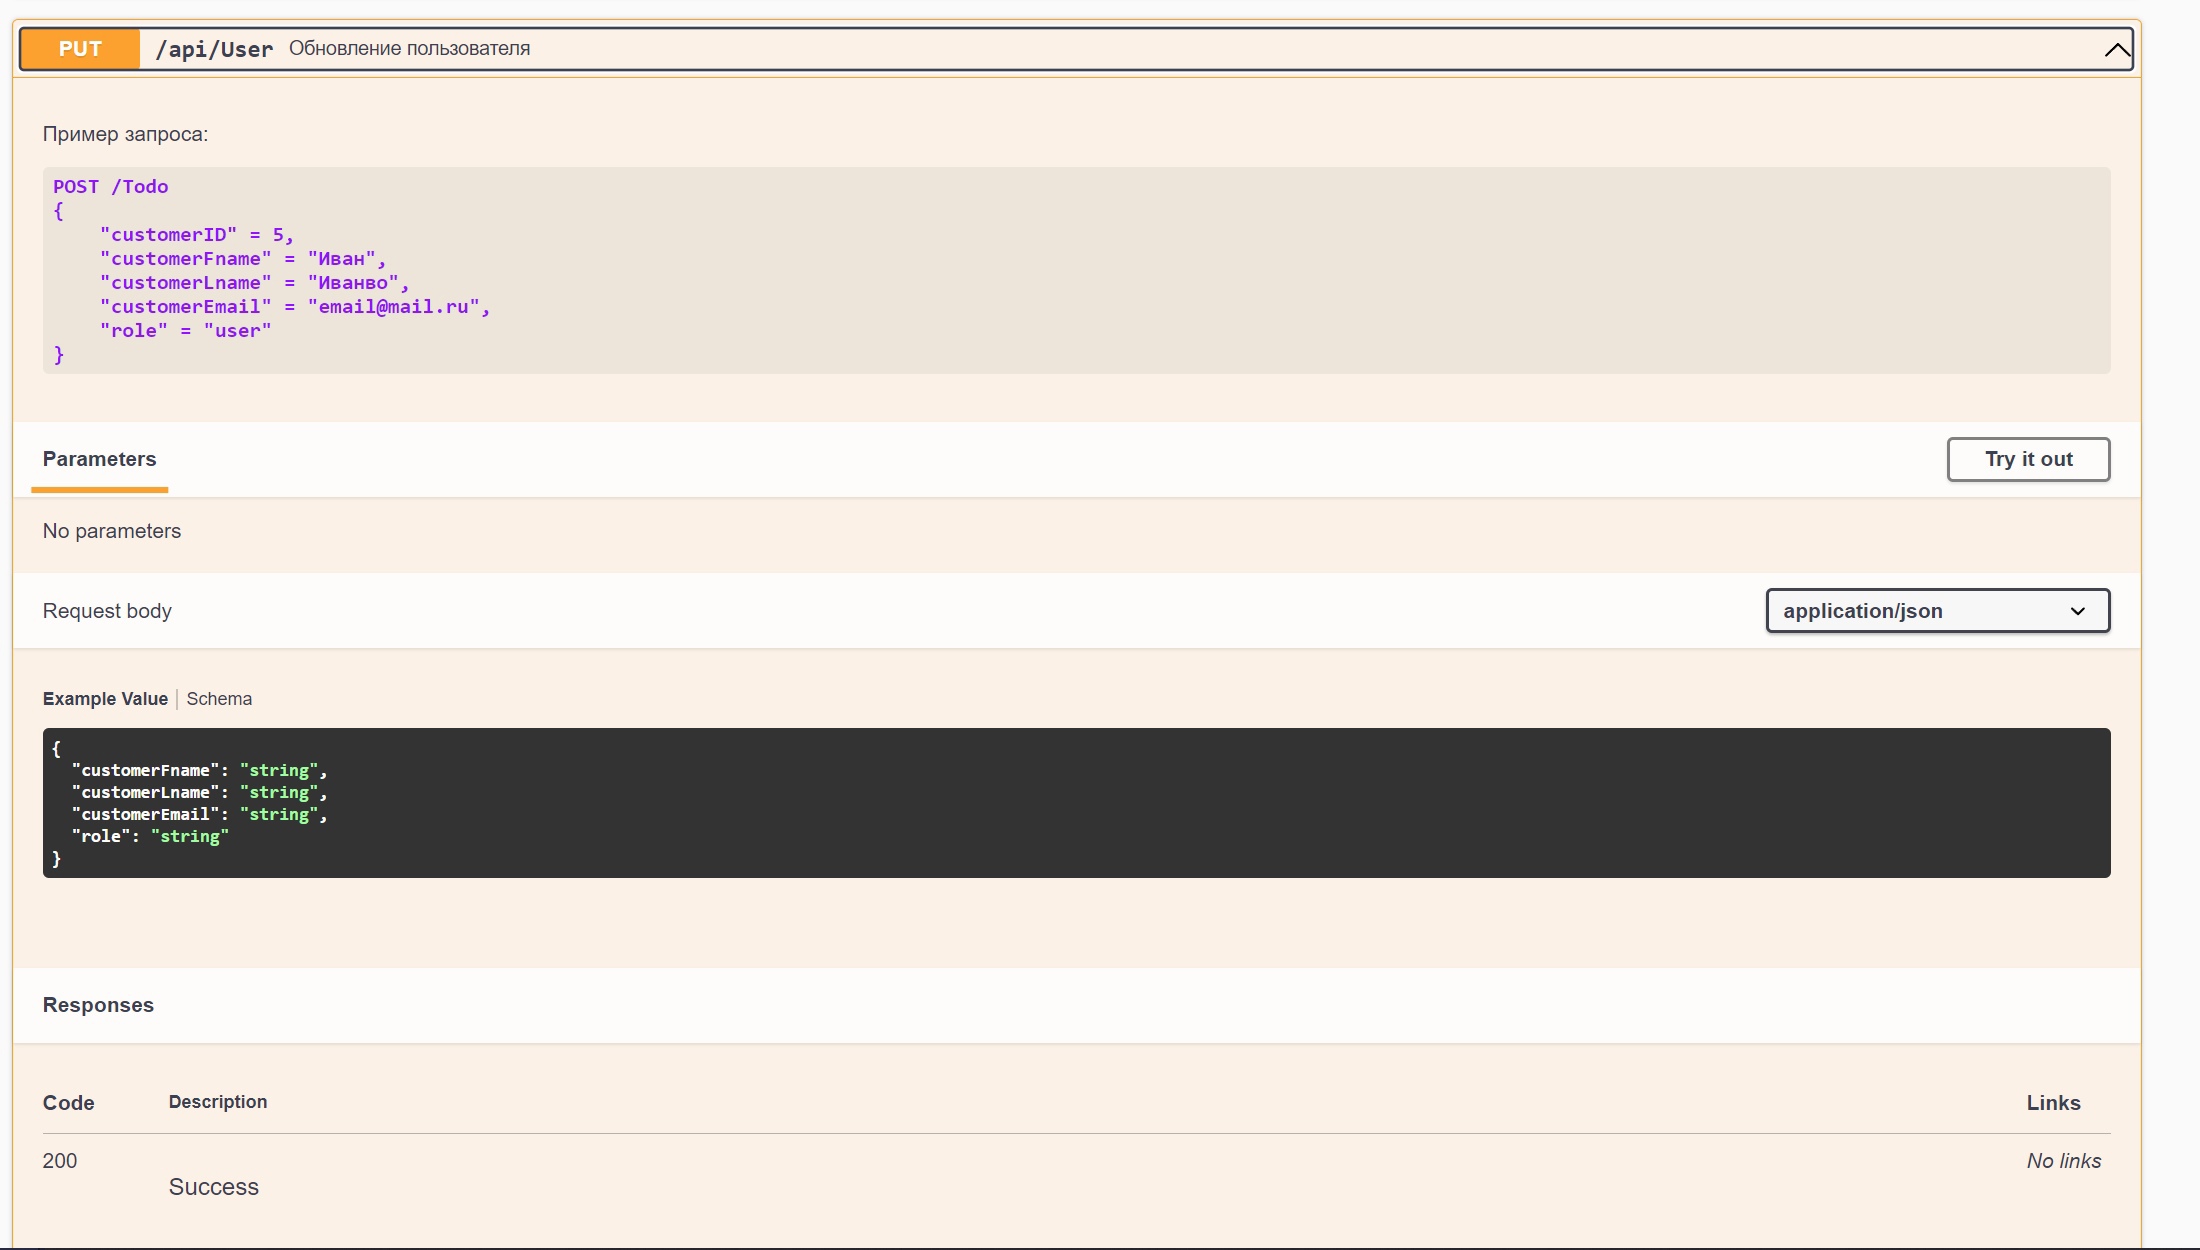 PUT /api/User Обновление пользователя
Пример запроса:
POST /Todo
{
"customerID" = 5,
"customerFname" = "Иван",
"customerLname" = "Иванво",
"customerEmail" = "email@mail.ru",
"role" = "user"
}
Parameters Try it out
No parameters
Request body application/json
Example Value | Schema
{
"customerFname": "string",
"customerLname": "string",
"customerEmail": "string",
"role": "string"
}
Responses
Code Description Links
200 No links
Success